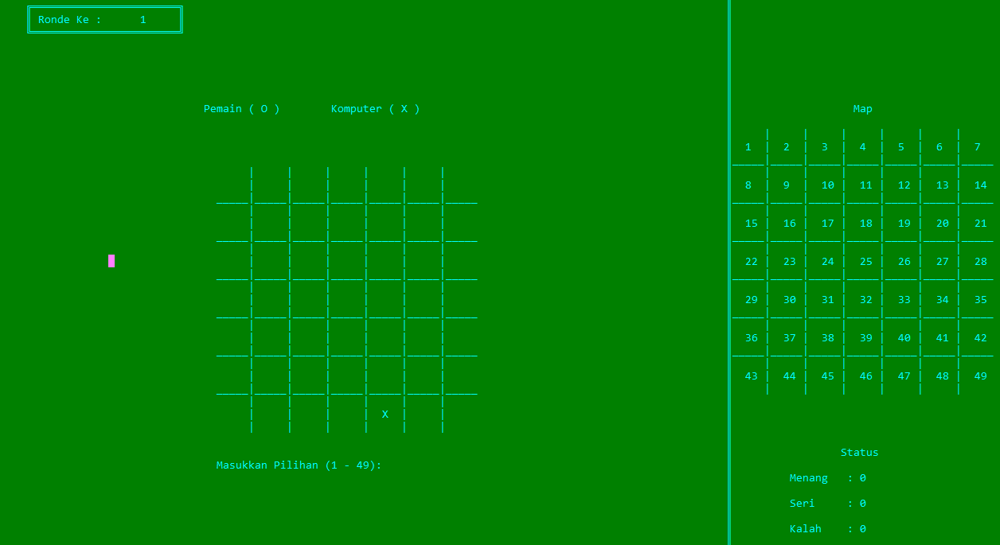 Ronde Ke : 1
Pemain ( O ) Komputer ( X )
X
Masukkan Pilihan (1 - 49):
Map
1 2 3 4 5 6 7
8 9 10 11 12 13 14
15 16 17 18 19 20 21
22 23 24 25 26 27 28
29 30 31 32 33 34 35
36 37 38 39 40 41 42
43 44 45 46 47 48 49
Status
Menang : 0
Seri : 0
Kalah : 0